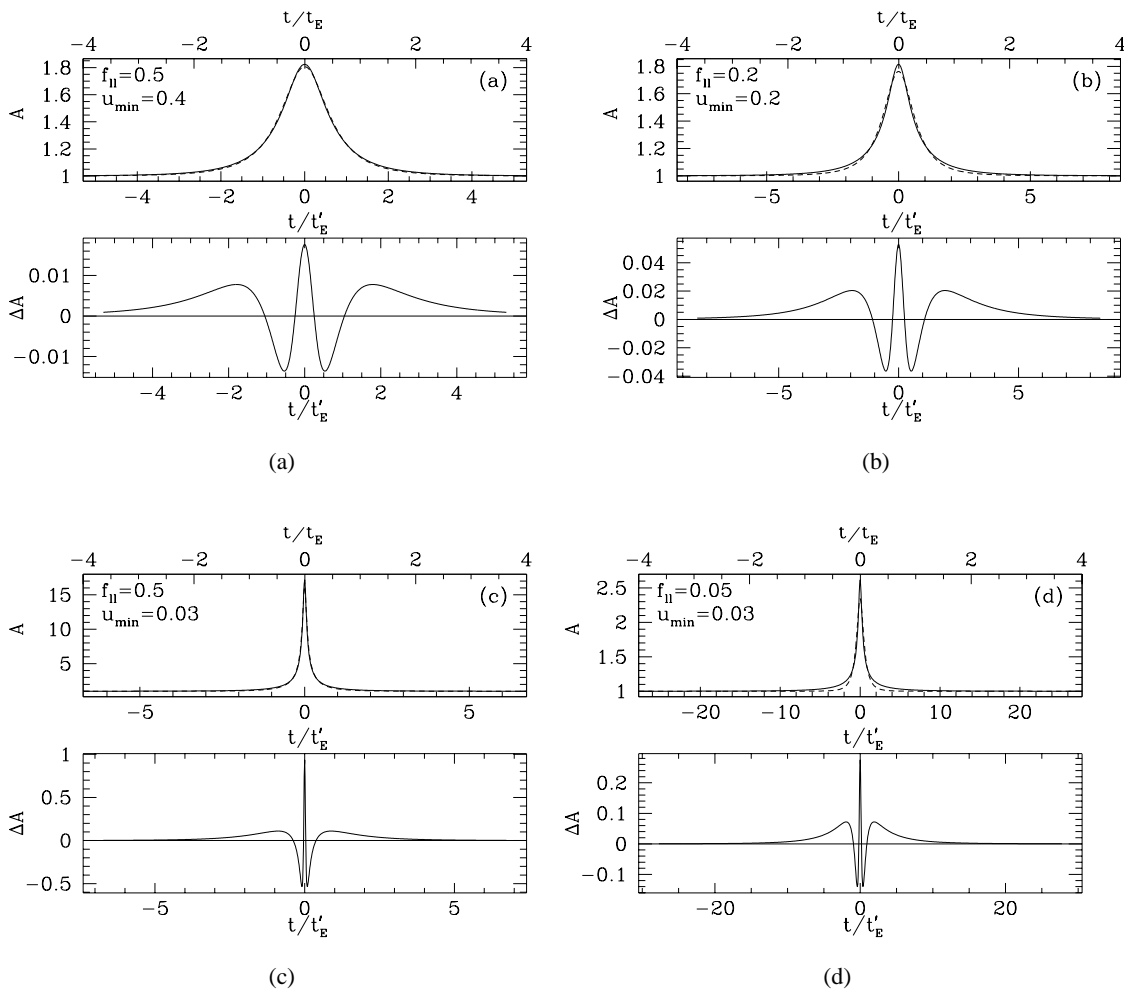 t/t_E
−4 −2 0 2 4
f_ll=0.5
u_min=0.4
(a)
A
1.8
1.6
1.4
1.2
1
−4 −2 0 2 4
t/t′_E
ΔA
0.01
0
−0.01
−4 −2 0 2 4
t/t′_E
(a)
t/t_E
−4 −2 0 2 4
f_ll=0.2
u_min=0.2
(b)
A
1.8
1.6
1.4
1.2
1
−5 0 5
t/t′_E
ΔA
0.04
0.02
0
−0.02
−0.04
−5 0 5
t/t′_E
(b)
t/t_E
−4 −2 0 2 4
f_ll=0.5
u_min=0.03
(c)
A
15
10
5
−5 0 5
t/t′_E
ΔA
1
0.5
0
−0.5
−5 0 5
t/t′_E
(c)
t/t_E
−4 −2 0 2 4
f_ll=0.05
u_min=0.03
(d)
A
2.5
2
1.5
1
−20 −10 0 10 20
t/t′_E
ΔA
0.2
0.1
0
−0.1
−20 0 20
t/t′_E
(d)